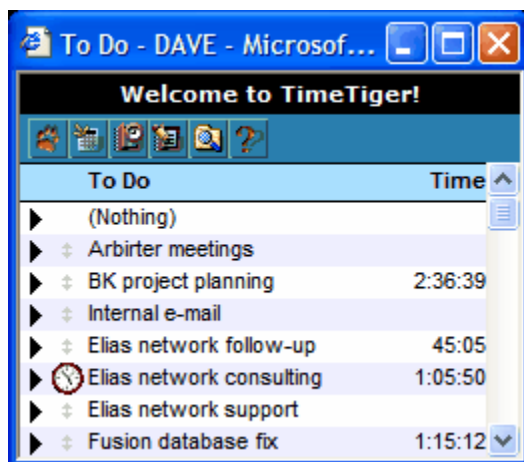 To Do - DAVE - Microsof...
Welcome to TimeTiger!
To Do Time
(Nothing)
Arbirter meetings
BK project planning 2:36:39
Internal e-mail
Elias network follow-up 45:05
Elias network consulting 1:05:50
Elias network support
Fusion database fix 1:15:12